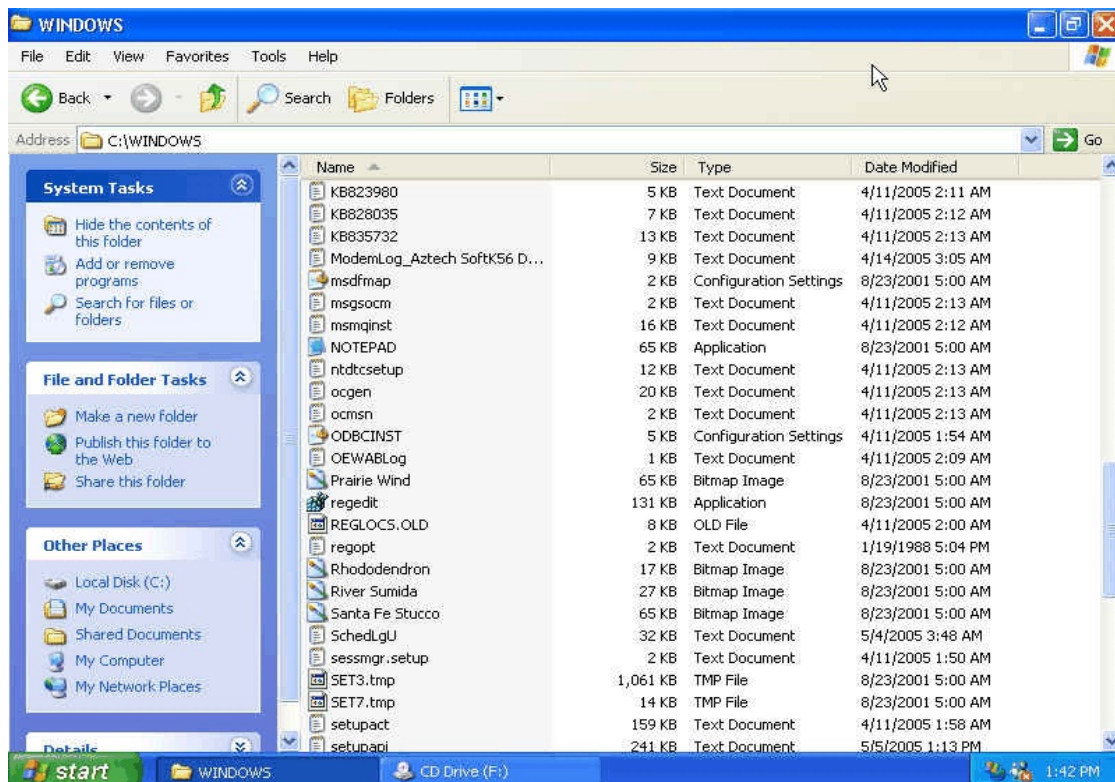 WINDOWS
File Edit View Favorites Tools Help
Back Search Folders
Address C:\WINDOWS Go
System Tasks
Hide the contents of
this folder
Add or remove
programs
Search for files or
folders
File and Folder Tasks
Make a new folder
Publish this folder to
the Web
Share this folder
Other Places
Local Disk (C:)
My Documents
Shared Documents
My Computer
My Network Places
Details
Name Size Type Date Modified
KB823980 5 KB Text Document 4/11/2005 2:11 AM
KB828035 7 KB Text Document 4/11/2005 2:12 AM
KB835732 13 KB Text Document 4/11/2005 2:13 AM
ModemLog_Aztech SoftK56 D... 9 KB Text Document 4/14/2005 3:05 AM
msdfmap 2 KB Configuration Settings 8/23/2001 5:00 AM
msgsocm 2 KB Text Document 4/11/2005 2:13 AM
msmqinst 16 KB Text Document 4/11/2005 2:12 AM
NOTEPAD 65 KB Application 8/23/2001 5:00 AM
ntdtcsetup 12 KB Text Document 4/11/2005 2:13 AM
ocgen 20 KB Text Document 4/11/2005 2:13 AM
ocmsn 2 KB Text Document 4/11/2005 2:13 AM
ODBCINST 5 KB Configuration Settings 4/11/2005 1:54 AM
OEWABLog 1 KB Text Document 4/11/2005 2:09 AM
Prairie Wind 65 KB Bitmap Image 8/23/2001 5:00 AM
regedit 131 KB Application 8/23/2001 5:00 AM
REGLOCS.OLD 8 KB OLD File 4/11/2005 2:00 AM
regopt 2 KB Text Document 1/19/1988 5:04 PM
Rhododendron 17 KB Bitmap Image 8/23/2001 5:00 AM
River Sumida 27 KB Bitmap Image 8/23/2001 5:00 AM
Santa Fe Stucco 65 KB Bitmap Image 8/23/2001 5:00 AM
SchedLgU 32 KB Text Document 5/4/2005 3:48 AM
sessmgr.setup 2 KB Text Document 4/11/2005 1:50 AM
SET3.tmp 1,061 KB TMP File 8/23/2001 5:00 AM
SET7.tmp 14 KB TMP File 8/23/2001 5:00 AM
setupact 159 KB Text Document 4/11/2005 1:58 AM
setupapi 241 KB Text Document 5/5/2005 1:13 PM
start WINDOWS CD Drive (F:) 1:42 PM